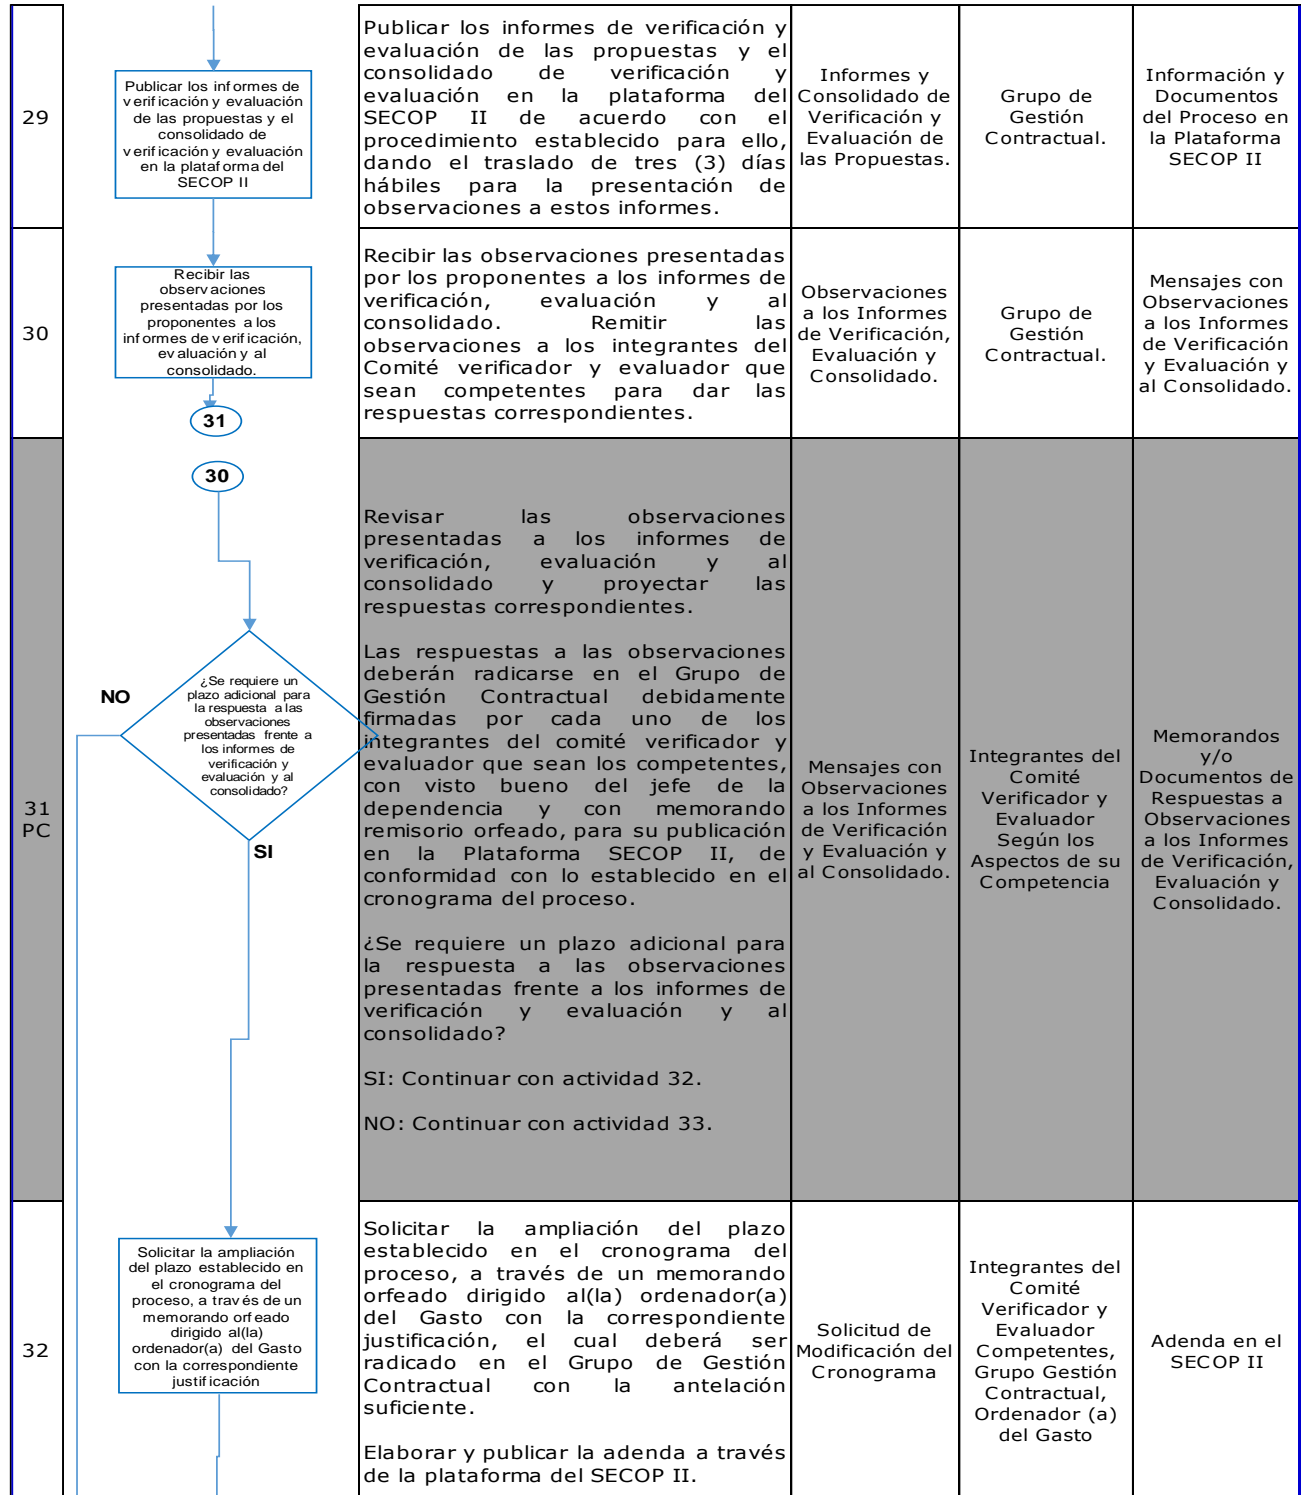 29
Publicar los informes de
verificación y evaluación
de las propuestas y el
consolidado de
verificación y evaluación
en la plataforma del
SECOP II
Publicar los informes de verificación y
evaluación de las propuestas y el
consolidado de verificación y
evaluación en la plataforma del
SECOP II de acuerdo con el
procedimiento establecido para ello,
dando el traslado de tres (3) días
hábiles para la presentación de
observaciones a estos informes.
Informes y
Consolidado de
Verificación y
Evaluación de
las Propuestas.
Grupo de
Gestión
Contractual.
Información y
Documentos
del Proceso en
la Plataforma
SECOP II
30
Recibir las
observaciones
presentadas por los
proponentes a los
informes de verificación,
evaluación y al
consolidado.
31
Recibir las observaciones presentadas
por los proponentes a los informes de
verificación, evaluación y al
consolidado. Remitir las
observaciones a los integrantes del
Comité verificador y evaluador que
sean competentes para dar las
respuestas correspondientes.
Observaciones
a los Informes
de Verificación,
Evaluación y
Consolidado.
Grupo de
Gestión
Contractual.
Mensajes con
Observaciones
a los Informes
de Verificación
y Evaluación y
al Consolidado.
31
PC
30
¿Se requiere un
plazo adicional para
la respuesta a las
observaciones
presentadas frente a
los informes de
verificación y
evaluación y al
consolidado?
NO
SI
Revisar las observaciones
presentadas a los informes de
verificación, evaluación y al
consolidado y proyectar las
respuestas correspondientes.
Las respuestas a las observaciones
deberán radicarse en el Grupo de
Gestión Contractual debidamente
firmadas por cada uno de los
integrantes del comité verificador y
evaluador que sean los competentes,
con visto bueno del jefe de la
dependencia y con memorando
remisorio orfeado, para su publicación
en la Plataforma SECOP II, de
conformidad con lo establecido en el
cronograma del proceso.
¿Se requiere un plazo adicional para
la respuesta a las observaciones
presentadas frente a los informes de
verificación y evaluación y al
consolidado?
SI: Continuar con actividad 32.
NO: Continuar con actividad 33.
Mensajes con
Observaciones
a los Informes
de Verificación
y Evaluación y
al Consolidado.
Integrantes del
Comité
Verificador y
Evaluador
Según los
Aspectos de su
Competencia
Memorandos
y/o
Documentos de
Respuestas a
Observaciones
a los Informes
de Verificación,
Evaluación y
Consolidado.
32
Solicitar la ampliación
del plazo establecido en
el cronograma del
proceso, a través de un
memorando orfeado
dirigido al(la)
ordenador(a) del Gasto
con la correspondiente
justificación
Solicitar la ampliación del plazo
establecido en el cronograma del
proceso, a través de un memorando
orfeado dirigido al(la) ordenador(a)
del Gasto con la correspondiente
justificación, el cual deberá ser
radicado en el Grupo de Gestión
Contractual con la antelación
suficiente.
Elaborar y publicar la adenda a través
de la plataforma del SECOP II.
Solicitud de
Modificación del
Cronograma
Integrantes del
Comité
Verificador y
Evaluador
Competentes,
Grupo Gestión
Contractual,
Ordenador (a)
del Gasto
Adenda en el
SECOP II